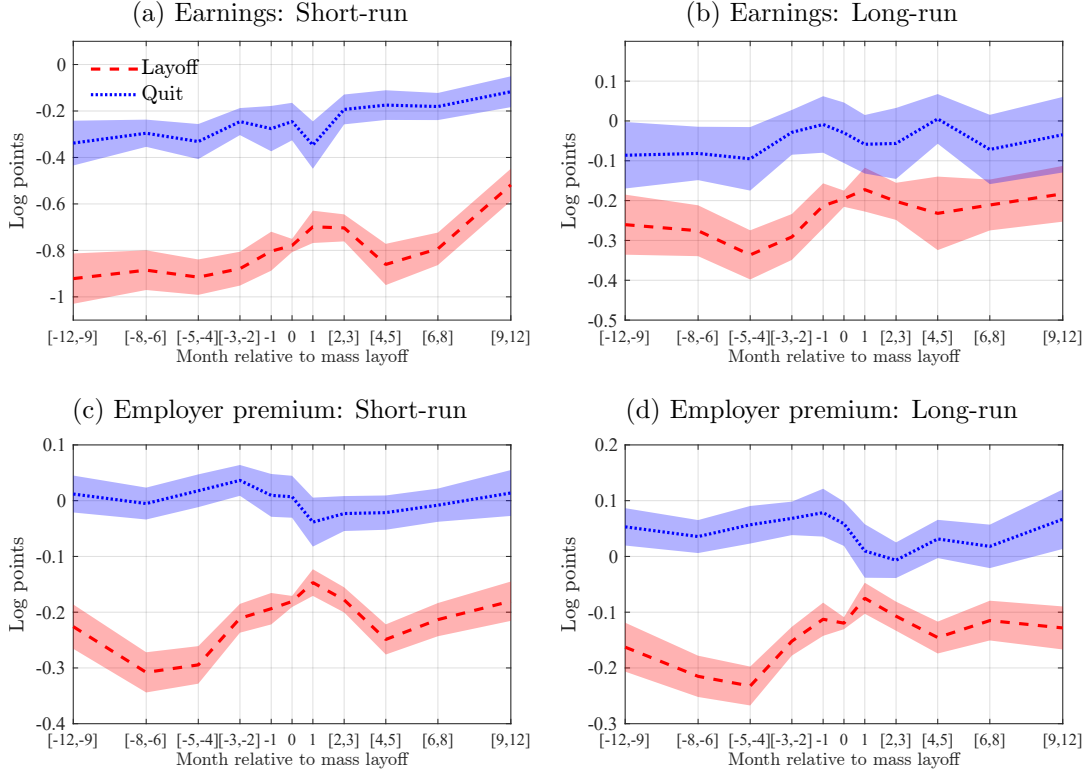 (a) Earnings: Short-run
(b) Earnings: Long-run
0
-0.2
-0.4
-0.6
-0.8
-1
Log points
Layoff
Quit
[-12,-9] [-8,-6] [-5,-4] [-3,-2] -1 0 1 [2,3] [4,5] [6,8] [9,12]
Month relative to mass layoff
0.1
0
-0.1
-0.2
-0.3
-0.4
-0.5
Log points
[-12,-9] [-8,-6] [-5,-4] [-3,-2] -1 0 1 [2,3] [4,5] [6,8] [9,12]
Month relative to mass layoff
(c) Employer premium: Short-run
(d) Employer premium: Long-run
0.1
0
-0.1
-0.2
-0.3
-0.4
Log points
[-12,-9] [-8,-6] [-5,-4] [-3,-2] -1 0 1 [2,3] [4,5] [6,8] [9,12]
Month relative to mass layoff
0.2
0.1
0
-0.1
-0.2
-0.3
Log points
[-12,-9] [-8,-6] [-5,-4] [-3,-2] -1 0 1 [2,3] [4,5] [6,8] [9,12]
Month relative to mass layoff